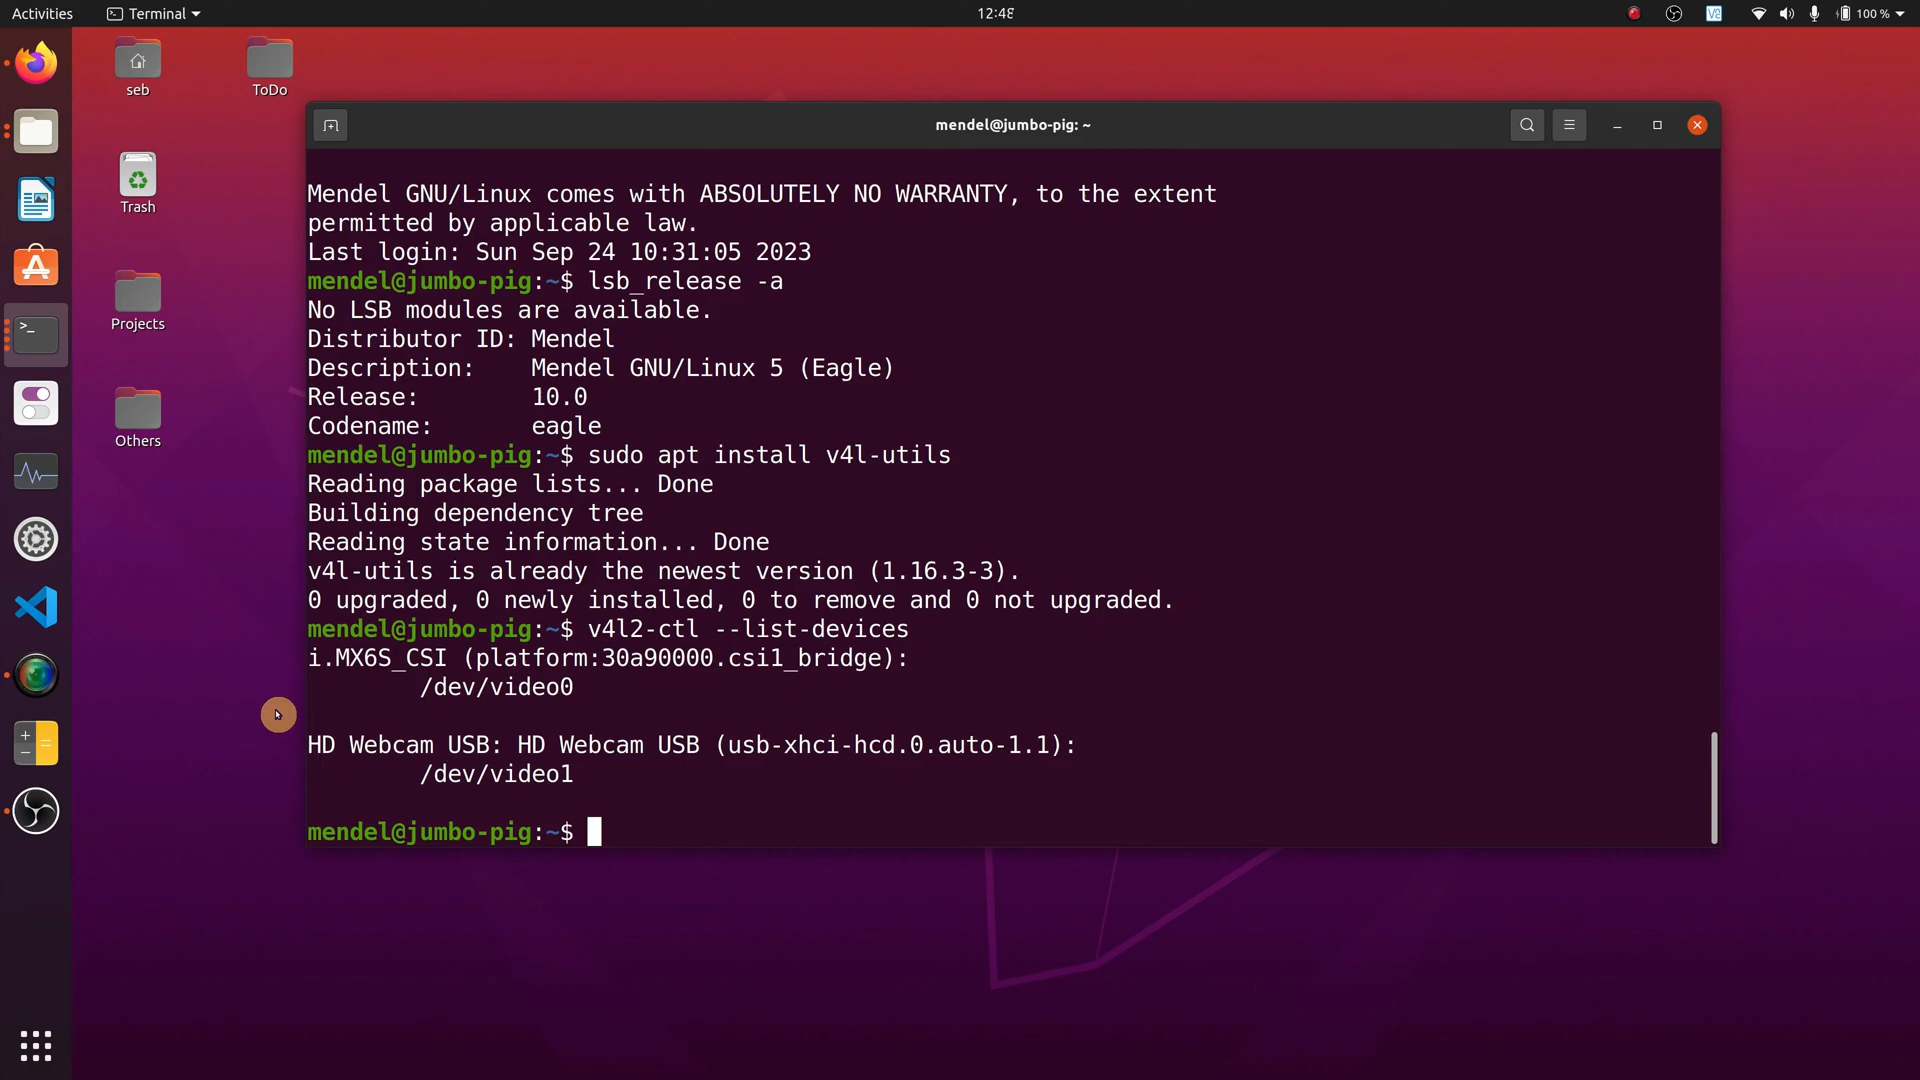 Activities
Terminal
12:48
100 %
seb
ToDo
Trash
Projects
Others
mendel@jumbo-pig: ~
Mendel GNU/Linux comes with ABSOLUTELY NO WARRANTY, to the extent
permitted by applicable law.
Last login: Sun Sep 24 10:31:05 2023
mendel@jumbo-pig:~$ lsb_release -a
No LSB modules are available.
Distributor ID: Mendel
Description:    Mendel GNU/Linux 5 (Eagle)
Release:        10.0
Codename:       eagle
mendel@jumbo-pig:~$ sudo apt install v4l-utils
Reading package lists... Done
Building dependency tree
Reading state information... Done
v4l-utils is already the newest version (1.16.3-3).
0 upgraded, 0 newly installed, 0 to remove and 0 not upgraded.
mendel@jumbo-pig:~$ v4l2-ctl --list-devices
i.MX6S_CSI (platform:30a90000.csi1_bridge):
        /dev/video0
HD Webcam USB: HD Webcam USB (usb-xhci-hcd.0.auto-1.1):
        /dev/video1
mendel@jumbo-pig:~$